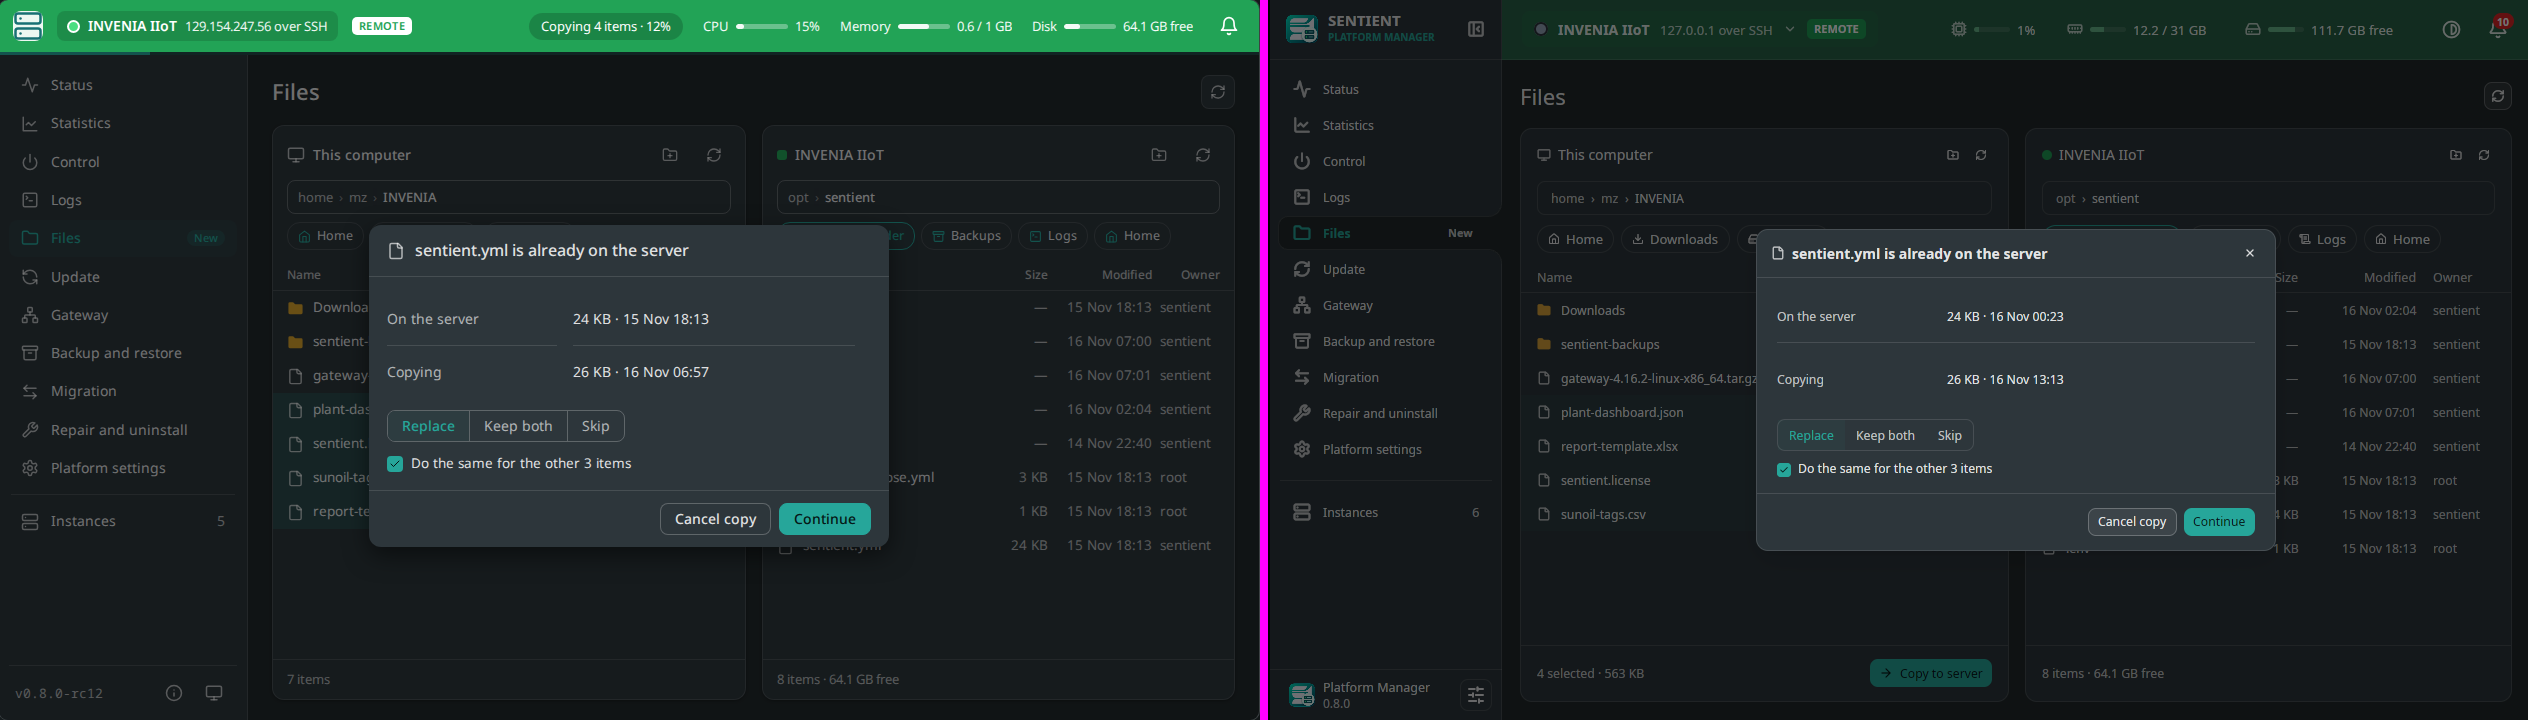 INVENIA IIoT 129.154.247.56 over SSH REMOTE
Copying 4 items · 12%
CPU 15%
Memory 0.6 / 1 GB
Disk 64.1 GB free
Status
Statistics
Control
Logs
Files New
Update
Gateway
Backup and restore
Migration
Repair and uninstall
Platform settings
Instances 5
v0.8.0-rc12
Files
This computer
home › mz › INVENIA
Home
Name
7 items
INVENIA IIoT
opt › sentient
Backups
Logs
Home
Size Modified Owner
— 15 Nov 18:13 sentient
— 16 Nov 07:00 sentient
— 16 Nov 07:01 sentient
— 16 Nov 02:04 sentient
— 14 Nov 22:40 sentient
3 KB 15 Nov 18:13 root
1 KB 15 Nov 18:13 root
sentient.yml 24 KB 15 Nov 18:13 sentient
8 items · 64.1 GB free
sentient.yml is already on the server
On the server 24 KB · 15 Nov 18:13
Copying 26 KB · 16 Nov 06:57
Replace Keep both Skip
Do the same for the other 3 items
Cancel copy Continue
SENTIENT
PLATFORM MANAGER
INVENIA IIoT 127.0.0.1 over SSH REMOTE
1%
12.2 / 31 GB
111.7 GB free
10
Status
Statistics
Control
Logs
Files New
Update
Gateway
Backup and restore
Migration
Repair and uninstall
Platform settings
Instances 6
Platform Manager
0.8.0
Files
This computer
home › mz › INVENIA
Home
Downloads
Name
Downloads
sentient-backups
gateway-4.16.2-linux-x86_64.tar.gz
plant-dashboard.json
report-template.xlsx
sentient.license
sunoil-tags.csv
4 selected · 563 KB
Copy to server
INVENIA IIoT
opt › sentient
Logs
Home
Size Modified Owner
— 16 Nov 02:04 sentient
— 15 Nov 18:13 sentient
— 16 Nov 07:00 sentient
— 16 Nov 07:01 sentient
— 14 Nov 22:40 sentient
KB 15 Nov 18:13 root
KB 15 Nov 18:13 sentient
1 KB 15 Nov 18:13 root
8 items · 64.1 GB free
sentient.yml is already on the server
On the server 24 KB · 16 Nov 00:23
Copying 26 KB · 16 Nov 13:13
Replace Keep both Skip
Do the same for the other 3 items
Cancel copy Continue